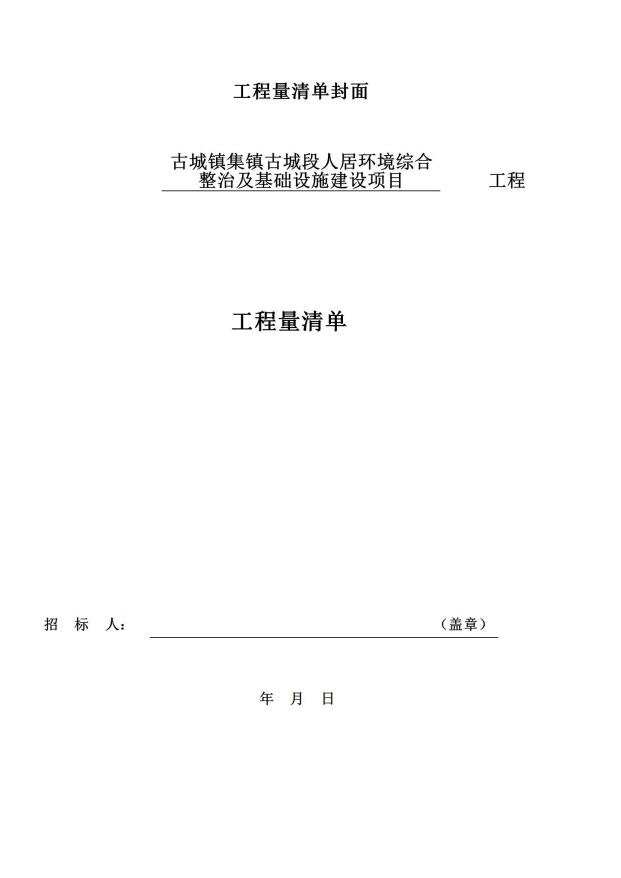 工程量清单封面
古城镇集镇古城段人居环境综合
整治及基础设施建设项目 工程
工程量清单
招 标 人： （盖章）
年 月 日